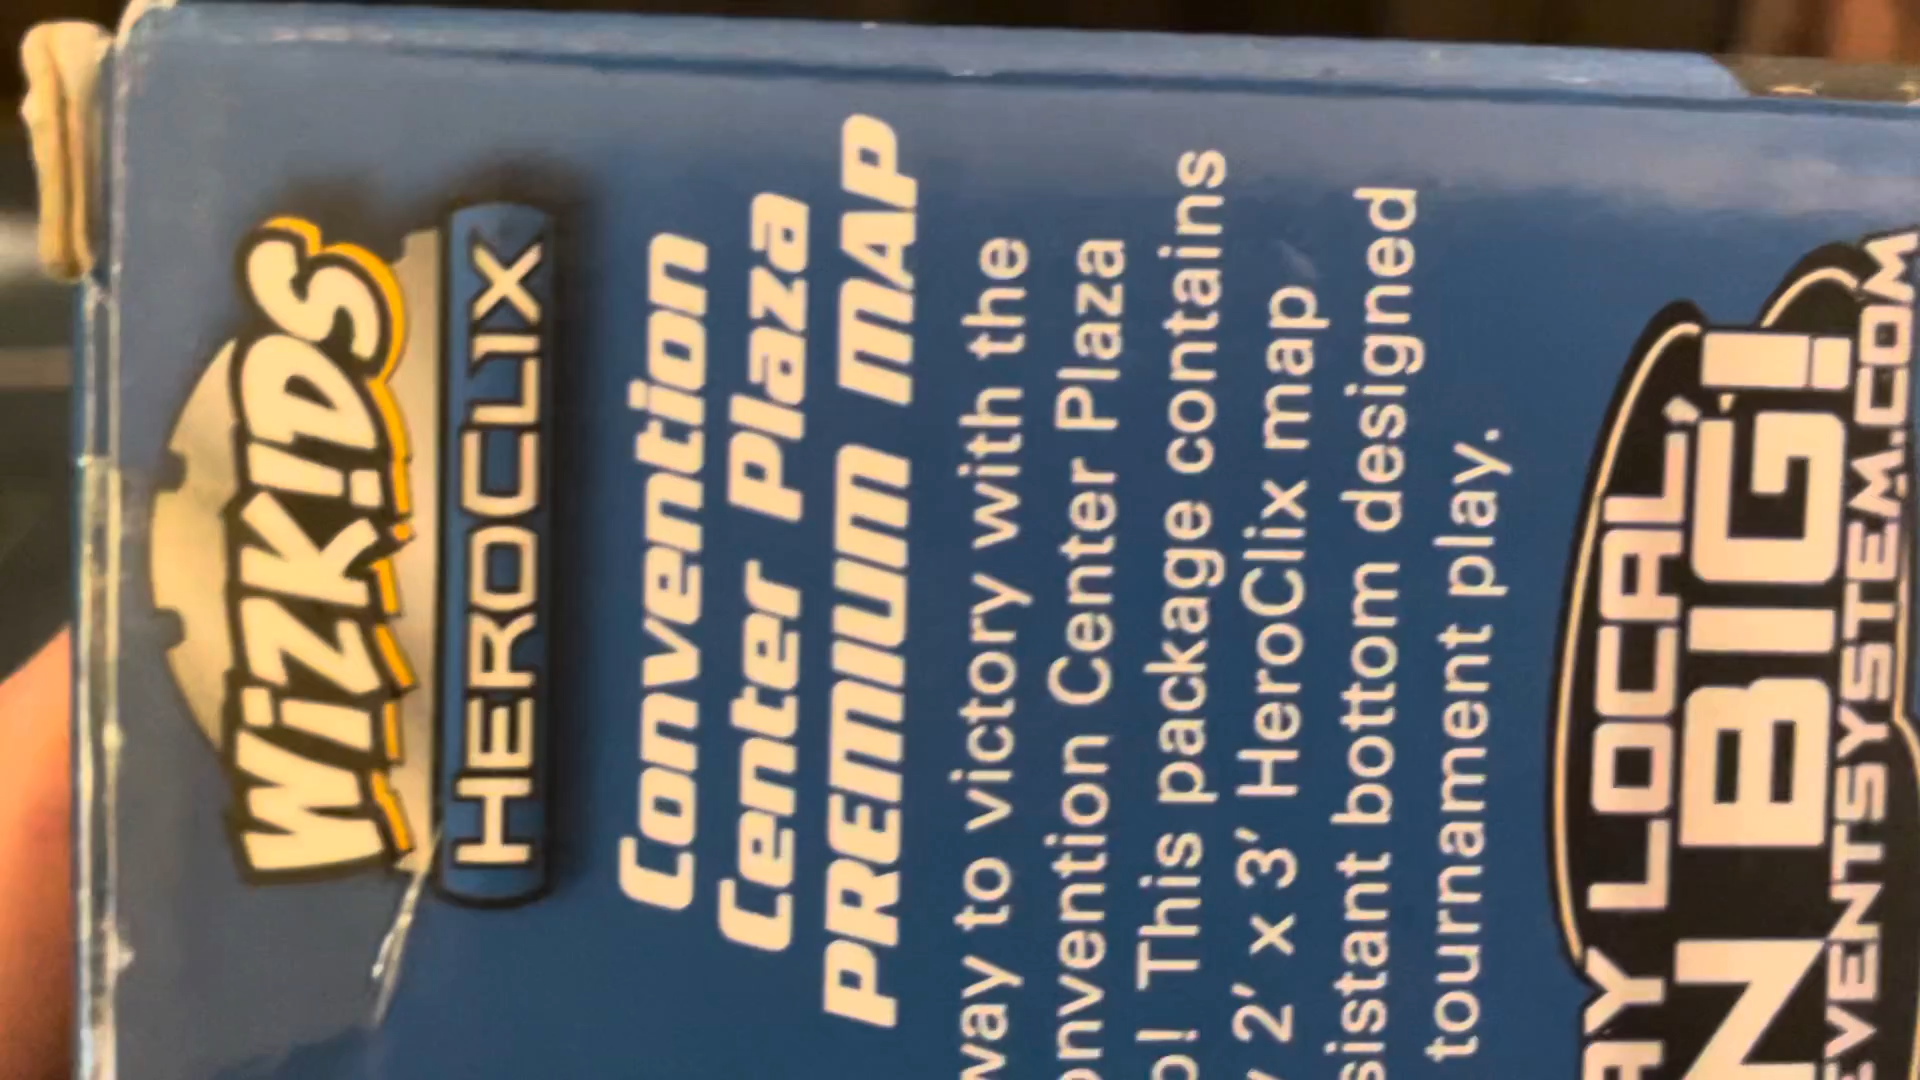 WiZKiDS
HEROCLIX
Convention
Center Plaza
PREMIUM MAP
way to victory with the
onvention Center Plaza
p! This package contains
y 2' x 3' HeroClix map
sistant bottom designed
tournament play.
AY LOCAL,
N BIG!
EVENTSYSTEM.COM